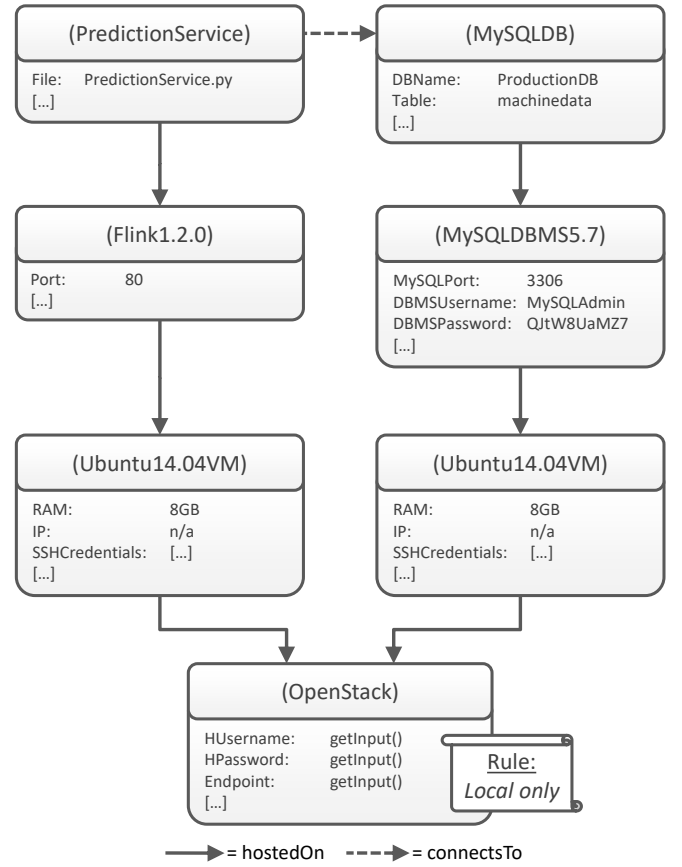 (PredictionService)
File: PredictionService.py
[...]
(MySQLDB)
DBName: ProductionDB
Table: machinedata
[...]
(Flink1.2.0)
Port: 80
[...]
(MySQLDBMS5.7)
MySQLPort: 3306
DBMSUsername: MySQLAdmin
DBMSPassword: QJtW8UaMZ7
[...]
(Ubuntu14.04VM)
RAM: 8GB
IP: n/a
SSHCredentials: [...]
[...]
(Ubuntu14.04VM)
RAM: 8GB
IP: n/a
SSHCredentials: [...]
[...]
(OpenStack)
HUsername: getInput()
HPassword: getInput()
Endpoint: getInput()
[...]
Rule:
Local only
= hostedOn = connectsTo